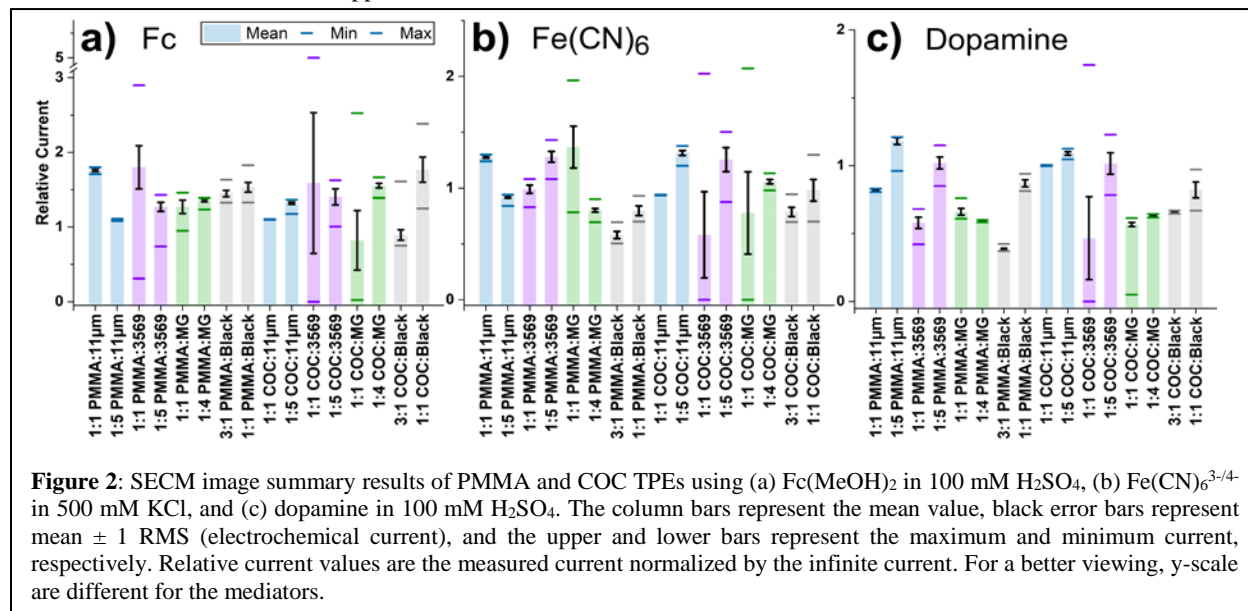 a) Fc
Mean Min Max
b) Fe(CN)6
c) Dopamine
Relative Current
5
3
2
1
0
2
1
0
2
1
0
1:1 PMMA:11µm
1:5 PMMA:11µm
1:1 PMMA:3569
1:5 PMMA:3569
1:1 PMMA:MG
1:4 PMMA:MG
3:1 PMMA:Black
1:1 PMMA:Black
1:1 COC:11µm
1:5 COC:11µm
1:1 COC:3569
1:5 COC:3569
1:1 COC:MG
1:4 COC:MG
3:1 COC:Black
1:1 COC:Black
1:1 PMMA:11µm
1:5 PMMA:11µm
1:1 PMMA:3569
1:5 PMMA:3569
1:1 PMMA:MG
1:4 PMMA:MG
3:1 PMMA:Black
1:1 PMMA:Black
1:1 COC:11µm
1:5 COC:11µm
1:1 COC:3569
1:5 COC:3569
1:1 COC:MG
1:4 COC:MG
3:1 COC:Black
1:1 COC:Black
1:1 PMMA:11µm
1:5 PMMA:11µm
1:1 PMMA:3569
1:5 PMMA:3569
1:1 PMMA:MG
1:4 PMMA:MG
3:1 PMMA:Black
1:1 PMMA:Black
1:1 COC:11µm
1:5 COC:11µm
1:1 COC:3569
1:5 COC:3569
1:1 COC:MG
1:4 COC:MG
3:1 COC:Black
1:1 COC:Black
Figure 2: SECM image summary results of PMMA and COC TPEs using (a) Fc(MeOH)2 in 100 mM H2SO4, (b) Fe(CN)6 3-/4-
in 500 mM KCl, and (c) dopamine in 100 mM H2SO4. The column bars represent the mean value, black error bars represent
mean ± 1 RMS (electrochemical current), and the upper and lower bars represent the maximum and minimum current,
respectively. Relative current values are the measured current normalized by the infinite current. For a better viewing, y-scale
are different for the mediators.